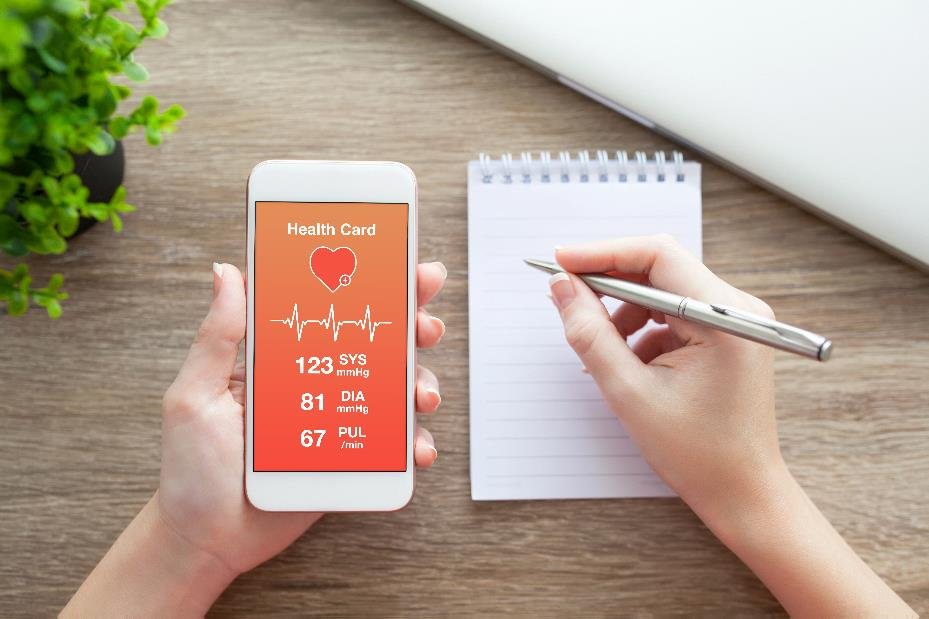 Health Card
123 SYS
mmHg
81 DIA
mmHg
67 PUL
/min